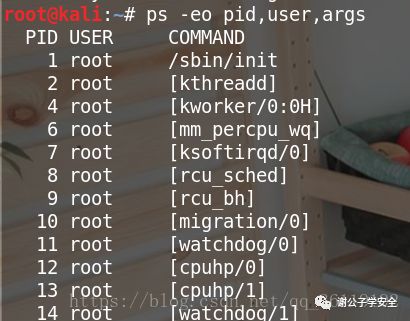 root@kali:~# ps -eo pid,user,args
PID USER COMMAND
1 root /sbin/init
2 root [kthreadd]
4 root [kworker/0:0H]
6 root [mm_percpu_wq]
7 root [ksoftirqd/0]
8 root [rcu_sched]
9 root [rcu_bh]
10 root [migration/0]
11 root [watchdog/0]
12 root [cpuhp/0]
13 root [cpuhp/1]
14 root [watchdog/1]
https://blog.csdn.net/qq_
谢公子学安全